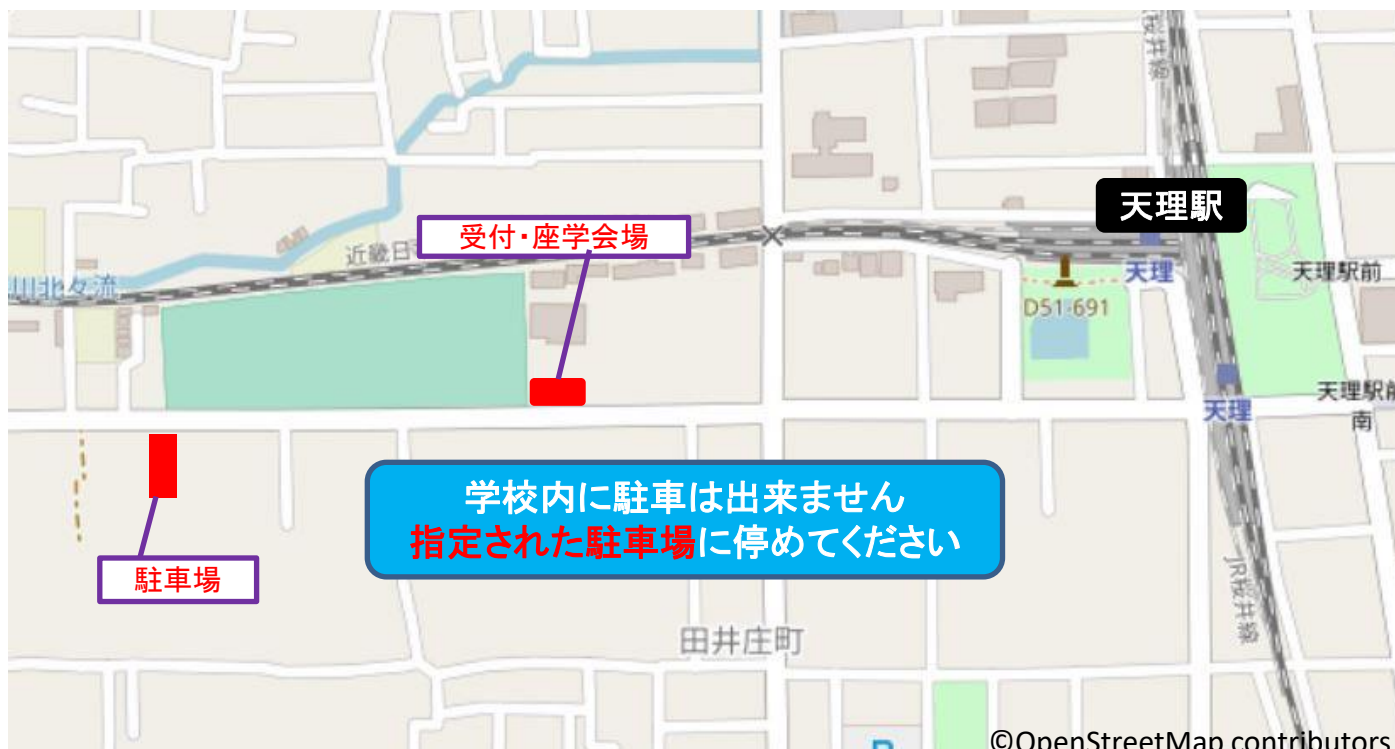 桜井線
天理駅
受付・座学会場
近畿日
川北々流
天理
天理駅前
D51-691
天理駅前
南
天理
学校内に駐車は出来ません
指定された駐車場に停めてください
駐車場
JR桜井線
田井庄町
P
©OpenStreetMap contributors